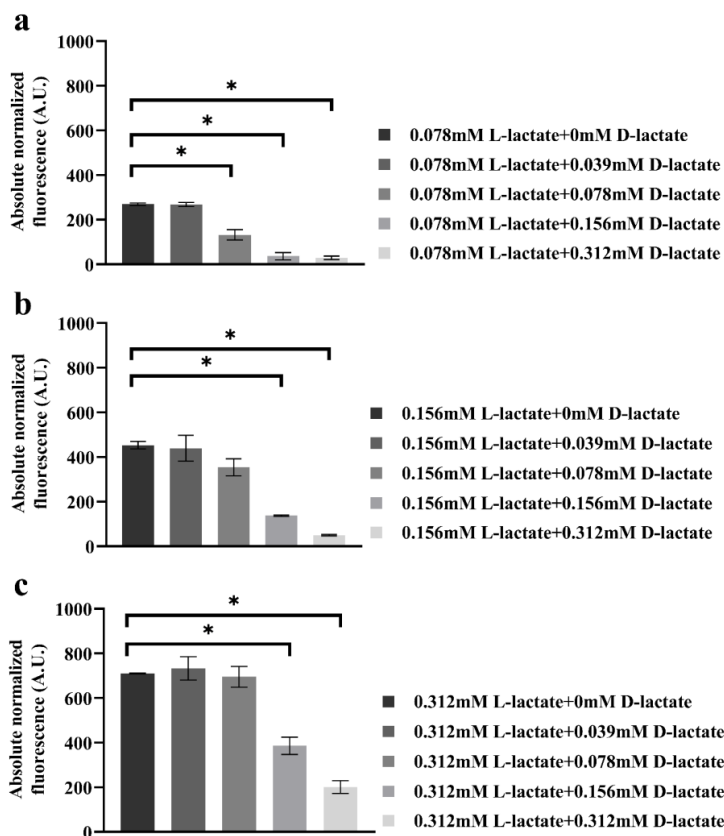 a
Absolute normalized
fluorescence (A.U.)
1000
800
600
400
200
0
*
*
*
0.078mM L-lactate+0mM D-lactate
0.078mM L-lactate+0.039mM D-lactate
0.078mM L-lactate+0.078mM D-lactate
0.078mM L-lactate+0.156mM D-lactate
0.078mM L-lactate+0.312mM D-lactate
b
Absolute normalized
fluorescence (A.U.)
1000
800
600
400
200
0
*
*
0.156mM L-lactate+0mM D-lactate
0.156mM L-lactate+0.039mM D-lactate
0.156mM L-lactate+0.078mM D-lactate
0.156mM L-lactate+0.156mM D-lactate
0.156mM L-lactate+0.312mM D-lactate
c
Absolute normalized
fluorescence (A.U.)
1000
800
600
400
200
0
*
*
0.312mM L-lactate+0mM D-lactate
0.312mM L-lactate+0.039mM D-lactate
0.312mM L-lactate+0.078mM D-lactate
0.312mM L-lactate+0.156mM D-lactate
0.312mM L-lactate+0.312mM D-lactate